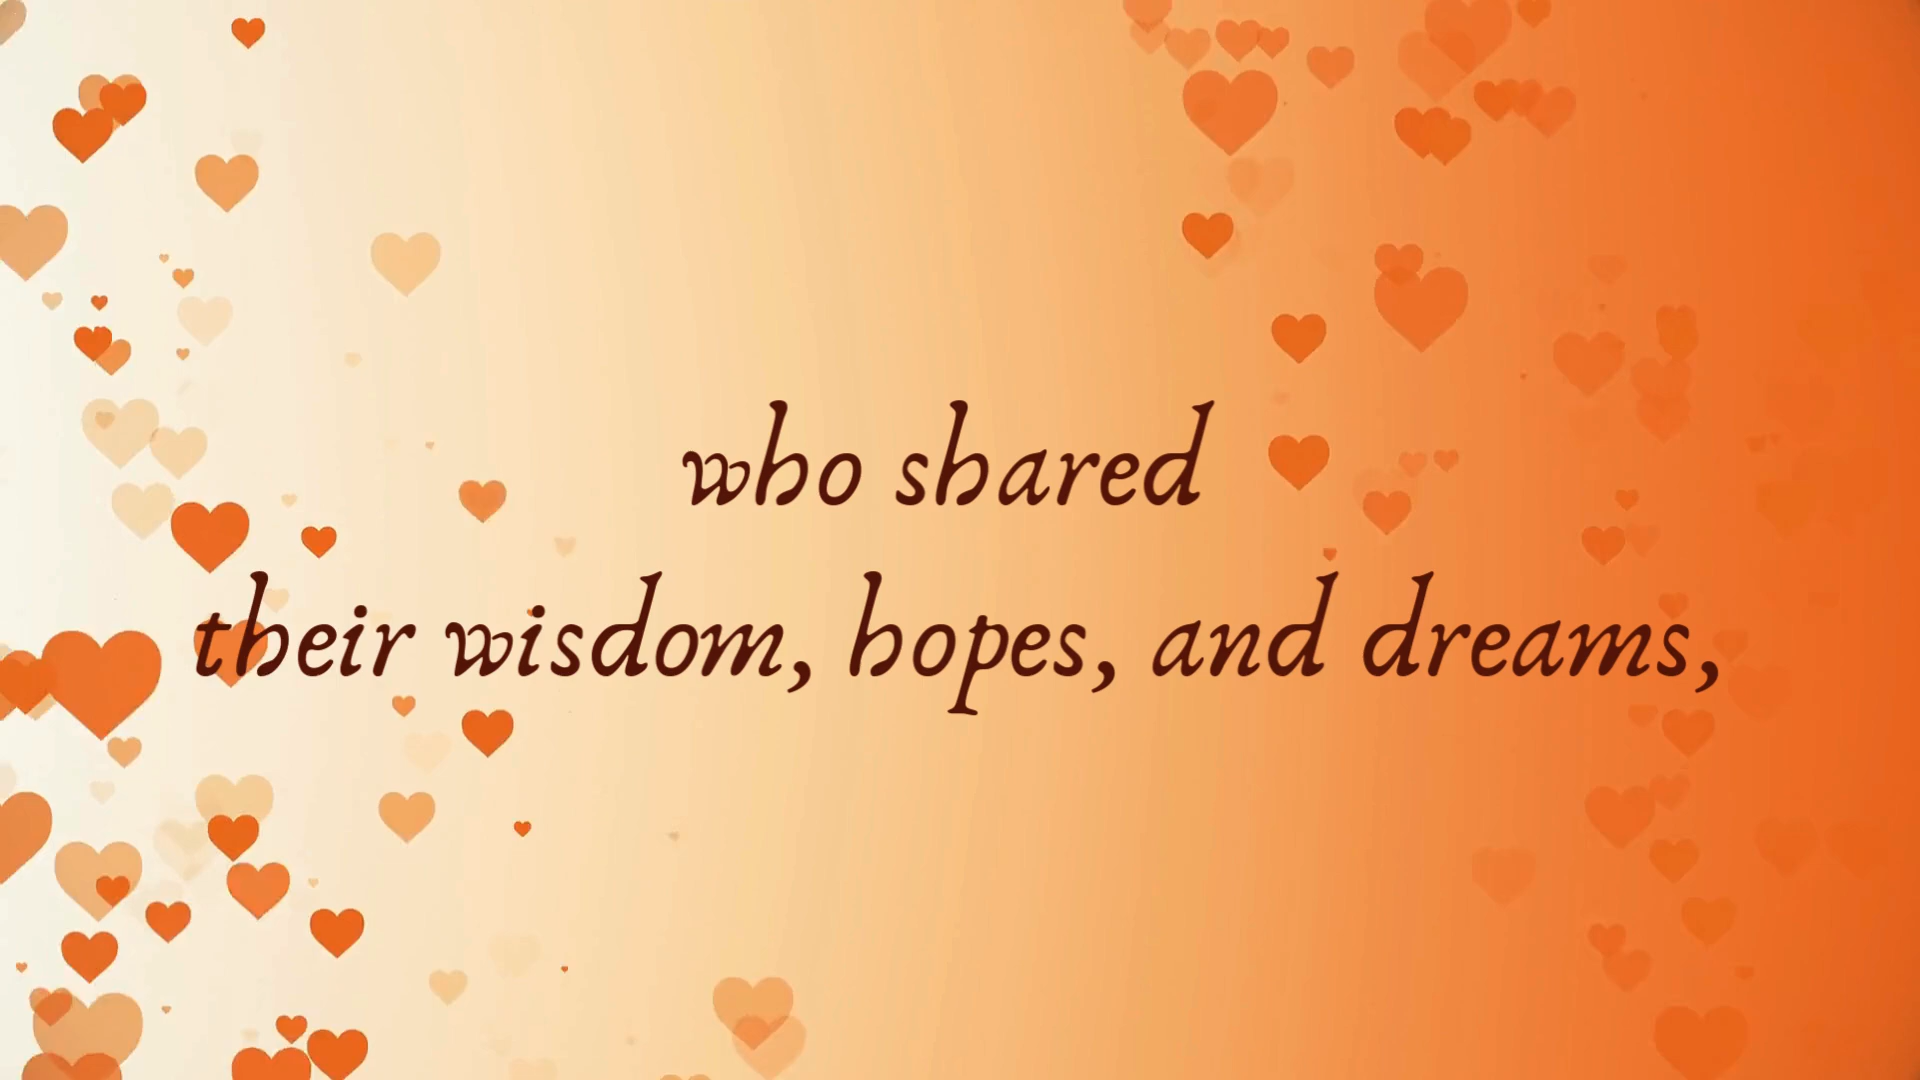 who shared
their wisdom, hopes, and dreams,